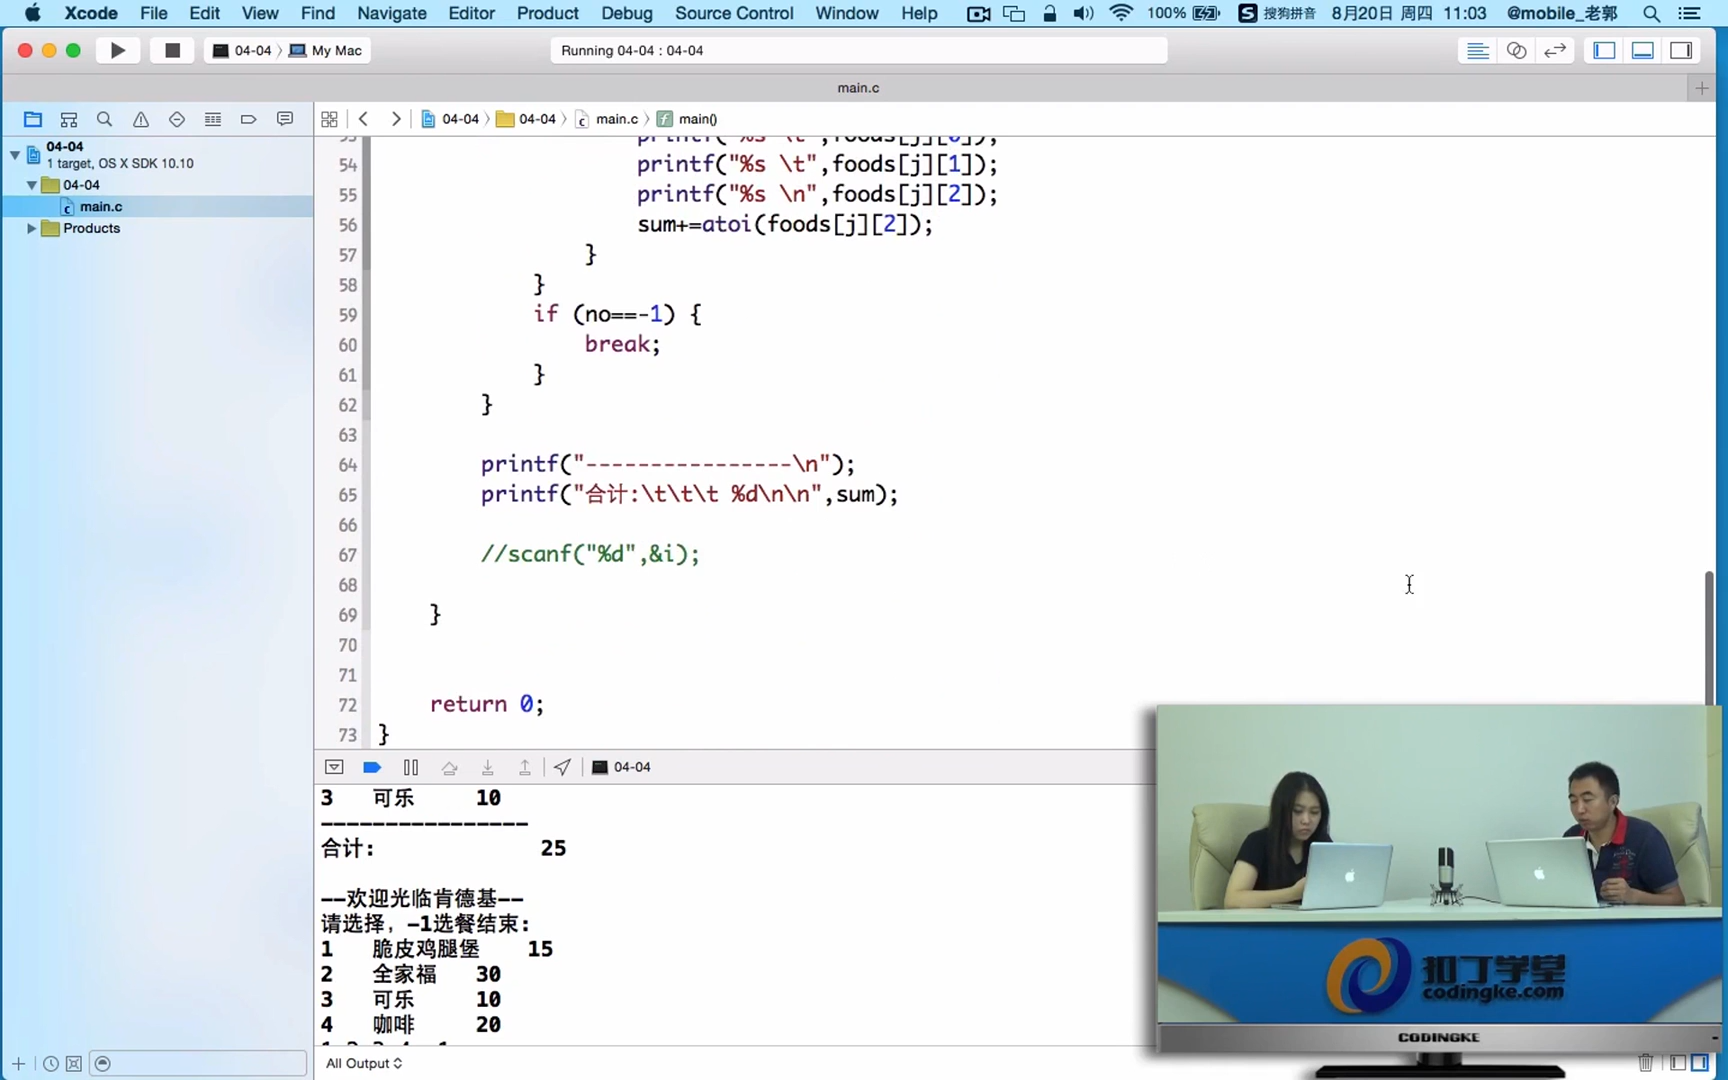 Xcode File Edit View Find Navigate Editor Product Debug Source Control Window Help 100% S 搜狗拼音 8月20日 周四 11:03 @mobile_老郭
04-04 My Mac Running 04-04 : 04-04
main.c
04-04 04-04 main.c main()
04-04
1 target, OS X SDK 10.10
04-04
main.c
Products
54 printf("%s \t",foods[j][1]);
55 printf("%s \n",foods[j][2]);
56 sum+=atoi(foods[j][2]);
57 }
58 }
59 if (no==-1) {
60 break;
61 }
62 }
63
64 printf("----------------\n");
65 printf("合计:\t\t\t %d\n\n",sum);
66
67 //scanf("%d",&i);
68
69 }
70
71
72 return 0;
73 }
04-04
3 可乐 10
----------------
合计: 25
--欢迎光临肯德基--
请选择，-1选餐结束:
1 脆皮鸡腿堡 15
2 全家福 30
3 可乐 10
4 咖啡 20
All Output
扣丁学堂
codingke.com
CODINGKE